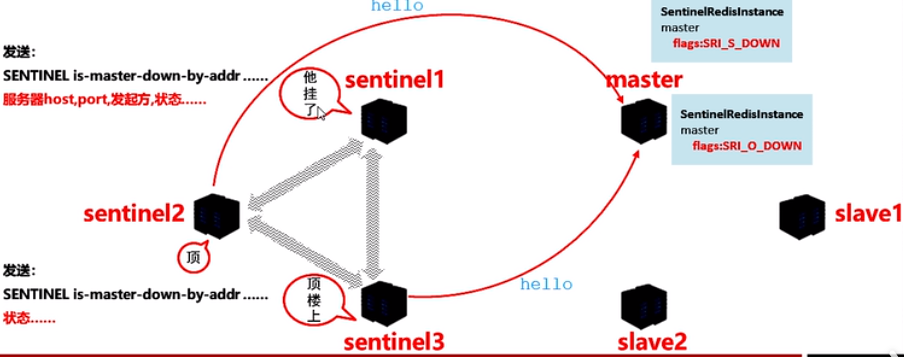 hello
SentinelRedisInstance
master
flags:SRI_S_DOWN
发送：
SENTINEL is-master-down-by-addr ......
服务器host,port,发起方,状态......
他
挂
了
sentinel1
master
SentinelRedisInstance
master
flags:SRI_O_DOWN
sentinel2
slave1
顶
发送：
SENTINEL is-master-down-by-addr ......
状态......
顶
楼
上
hello
sentinel3
slave2